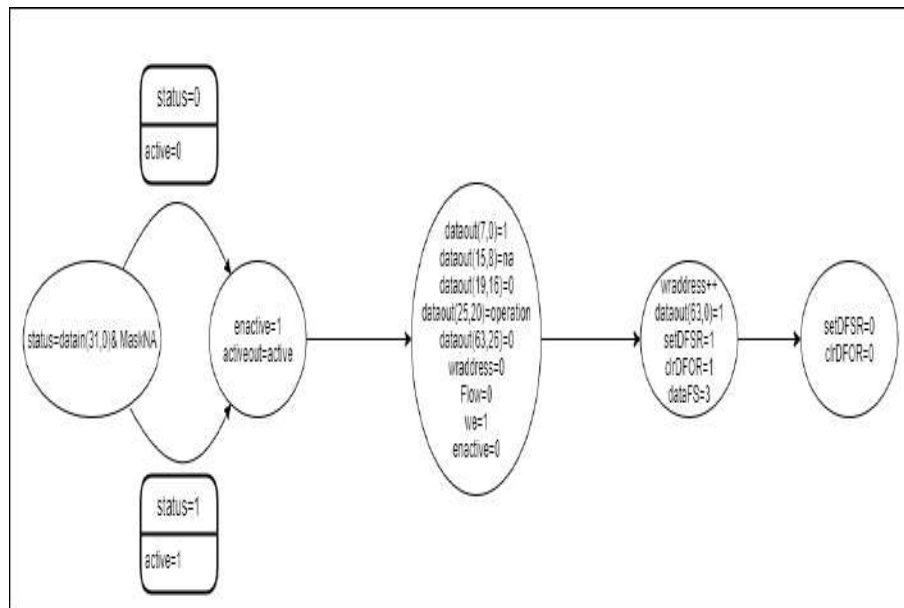 status=0
active=0
status=datain(31,0)& MaskNA
enactive=1
activeout=active
dataout(7,0)=1
dataout(15,8)=na
dataout(19,16)=0
dataout(25,20)=operation
dataout(63,26)=0
wraddress=0
Flow=0
we=1
enactive=0
wraddress++
dataout(63,0)=1
setDFSR=1
clrDFOR=1
dataFS=3
setDFSR=0
clrDFOR=0
status=1
active=1